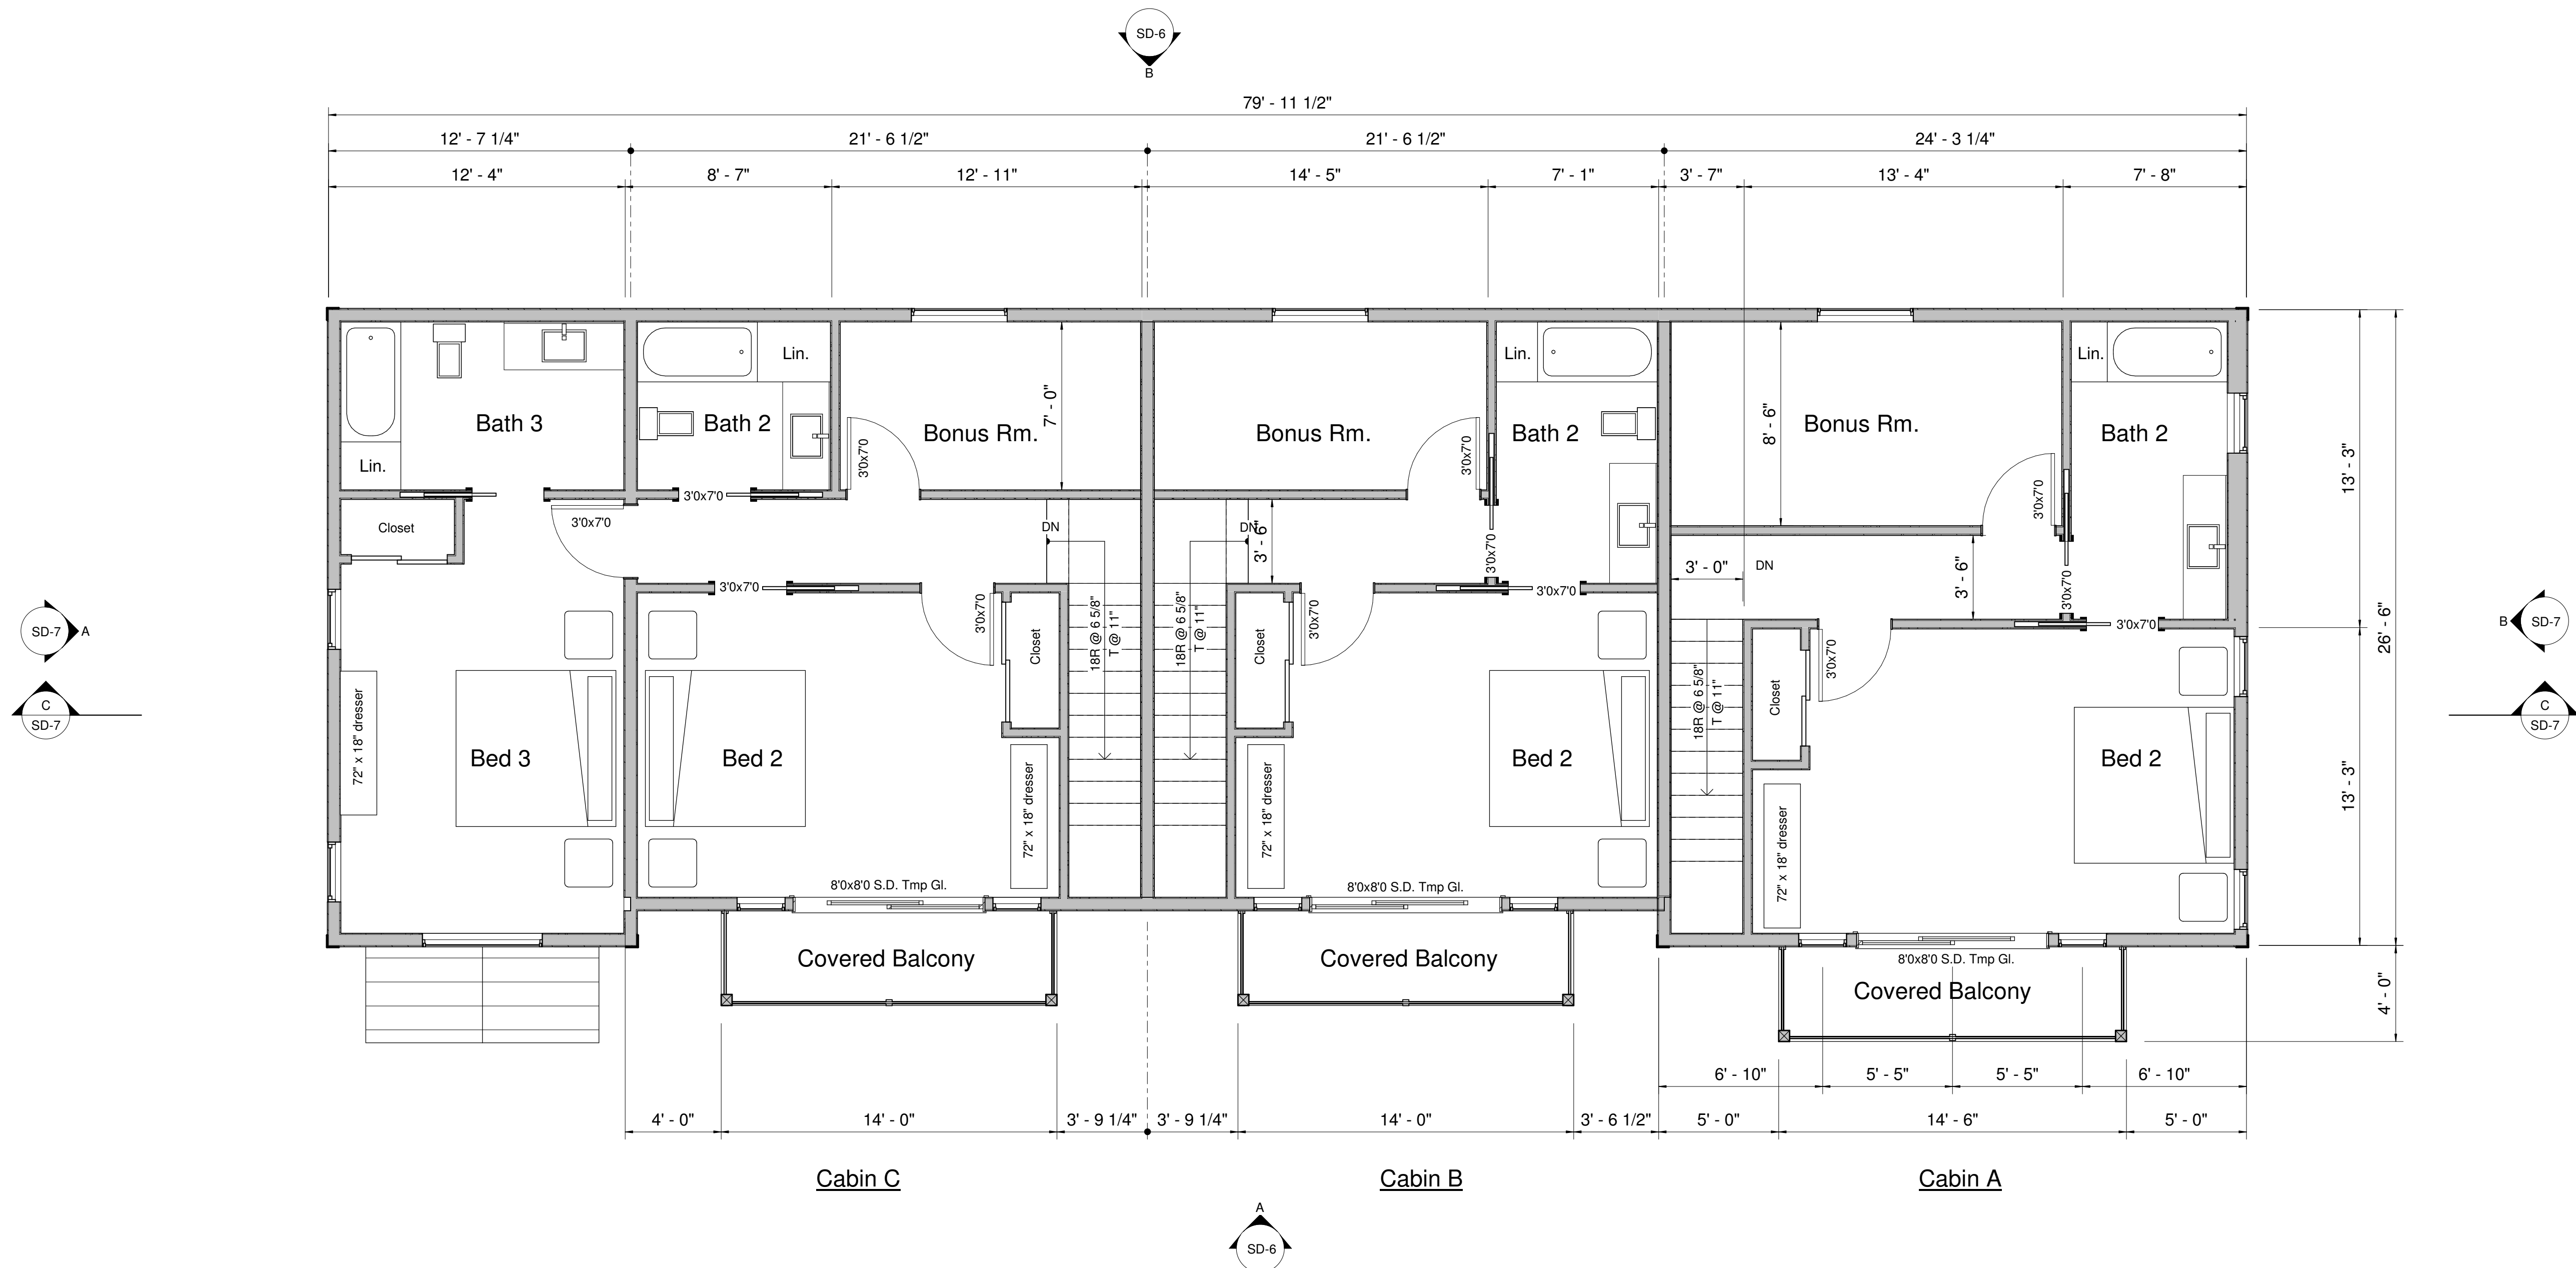 SD-6
B
79' - 11 1/2"
12' - 7 1/4"
21' - 6 1/2"
21' - 6 1/2"
24' - 3 1/4"
12' - 4"
8' - 7"
12' - 11"
14' - 5"
7' - 1"
3' - 7"
13' - 4"
7' - 8"
Lin.
Lin.
Lin.
Lin.
Bath 3
Bath 2
Bonus Rm.
7' - 0"
Bonus Rm.
Bath 2
8' - 6"
Bonus Rm.
Bath 2
3'0x7'0
3'0x7'0
3'0x7'0
3'0x7'0
3'0x7'0
Closet
DN
DN
3' - 6"
3'0x7'0
3' - 0"
DN
3' - 6"
3'0x7'0
3'0x7'0
3'0x7'0
3'0x7'0
13' - 3"
26' - 6"
13' - 3"
4' - 0"
3'0x7'0
Closet
18R @ 6 5/8"
T @ 11"
18R @ 6 5/8"
T @ 11"
Closet
3'0x7'0
18R @ 6 5/8"
T @ 11"
Closet
3'0x7'0
SD-7
A
C
SD-7
B
SD-7
C
SD-7
72" x 18" dresser
Bed 3
Bed 2
72" x 18" dresser
72" x 18" dresser
Bed 2
72" x 18" dresser
Bed 2
8'0x8'0 S.D. Tmp Gl.
8'0x8'0 S.D. Tmp Gl.
8'0x8'0 S.D. Tmp Gl.
Covered Balcony
Covered Balcony
Covered Balcony
6' - 10"
5' - 5"
5' - 5"
6' - 10"
4' - 0"
14' - 0"
3' - 9 1/4"
3' - 9 1/4"
14' - 0"
3' - 6 1/2"
5' - 0"
14' - 6"
5' - 0"
Cabin C
Cabin B
Cabin A
A
SD-6